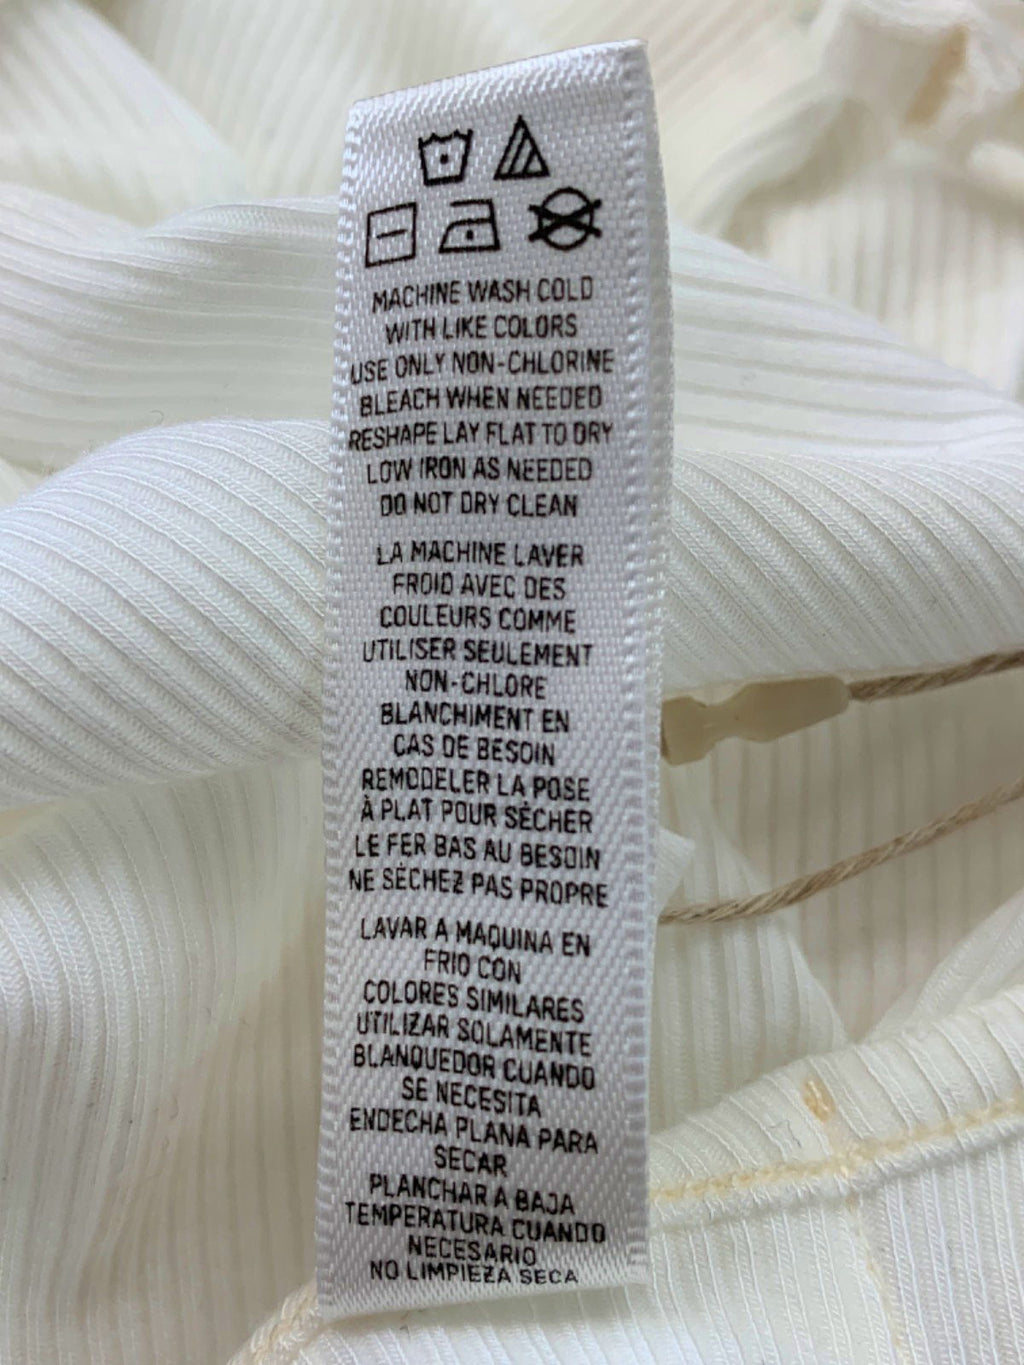 MACHINE WASH COLD
WITH LIKE COLORS
USE ONLY NON-CHLORINE
BLEACH WHEN NEEDED
RESHAPE LAY FLAT TO DRY
LOW IRON AS NEEDED
DO NOT DRY CLEAN
LA MACHINE LAVER
FROID AVEC DES
COULEURS COMME
UTILISER SEULEMENT
NON-CHLORE
BLANCHIMENT EN
CAS DE BESOIN
REMODELER LA POSE
À PLAT POUR SÉCHER
LE FER BAS AU BESOIN
NE SÉCHEZ PAS PROPRE
LAVAR A MAQUINA EN
FRIO CON
COLORES SIMILARES
UTILIZAR SOLAMENTE
BLANQUEDOR CUANDO
SE NECESITA
ENDECHA PLANA PARA
SECAR
PLANCHAR A BAJA
TEMPERATURA CUANDO
NECESARIO
NO LIMPIEZA SECA